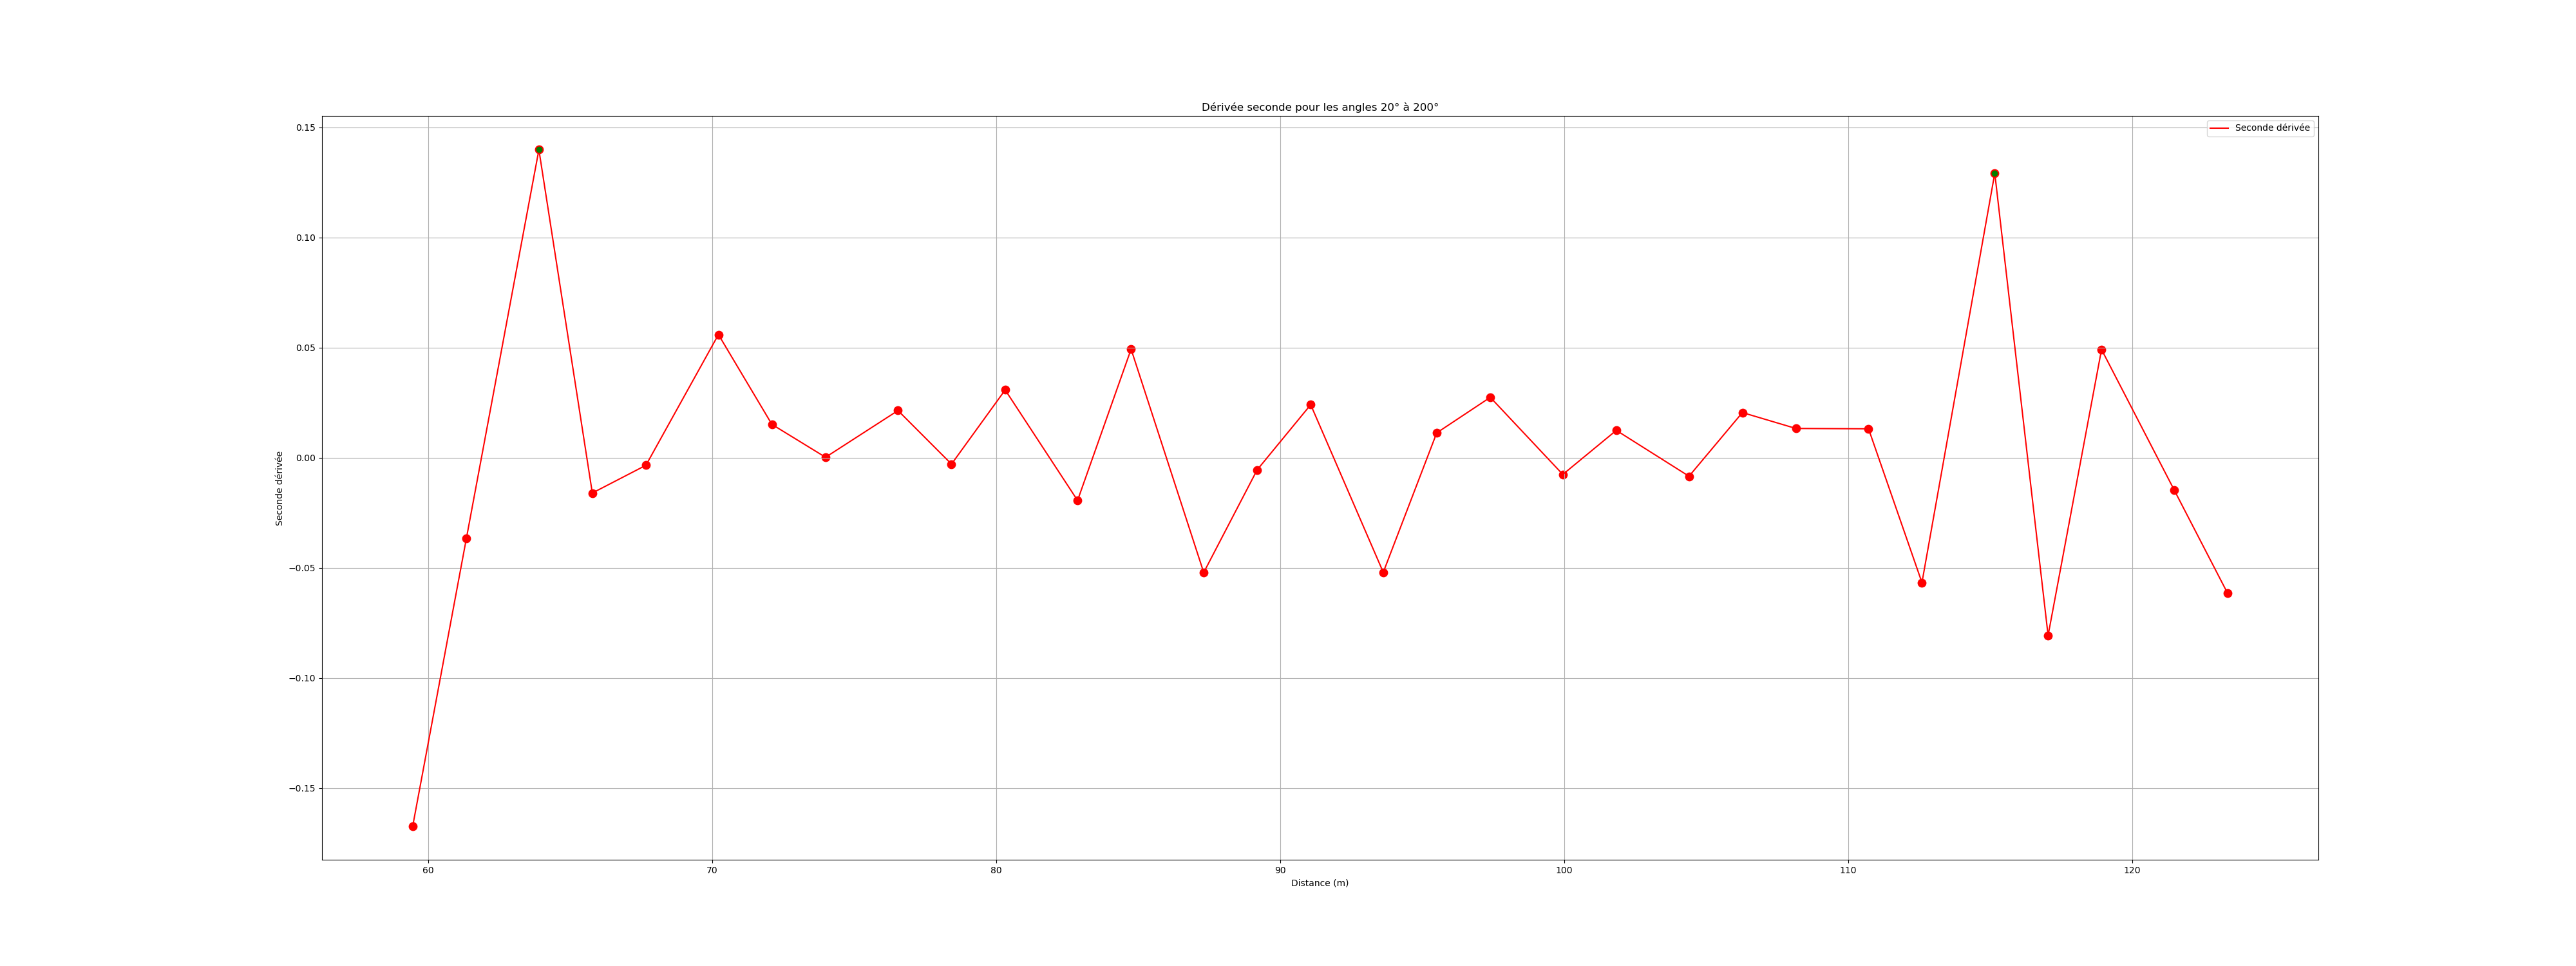 Dérivée seconde pour les angles 20° à 200°
Seconde dérivée
0.15
0.10
0.05
0.00
−0.05
−0.10
−0.15
Seconde dérivée
60 70 80 90 100 110 120
Distance (m)